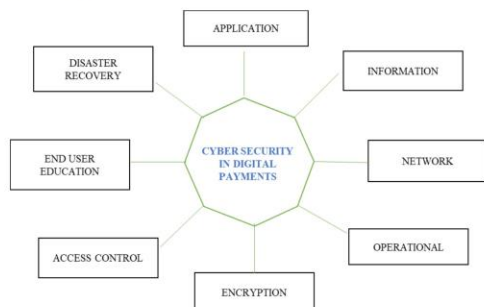 APPLICATION
DISASTER
RECOVERY
INFORMATION
CYBER SECURITY
IN DIGITAL
PAYMENTS
END USER
EDUCATION
NETWORK
ACCESS CONTROL
OPERATIONAL
ENCRYPTION